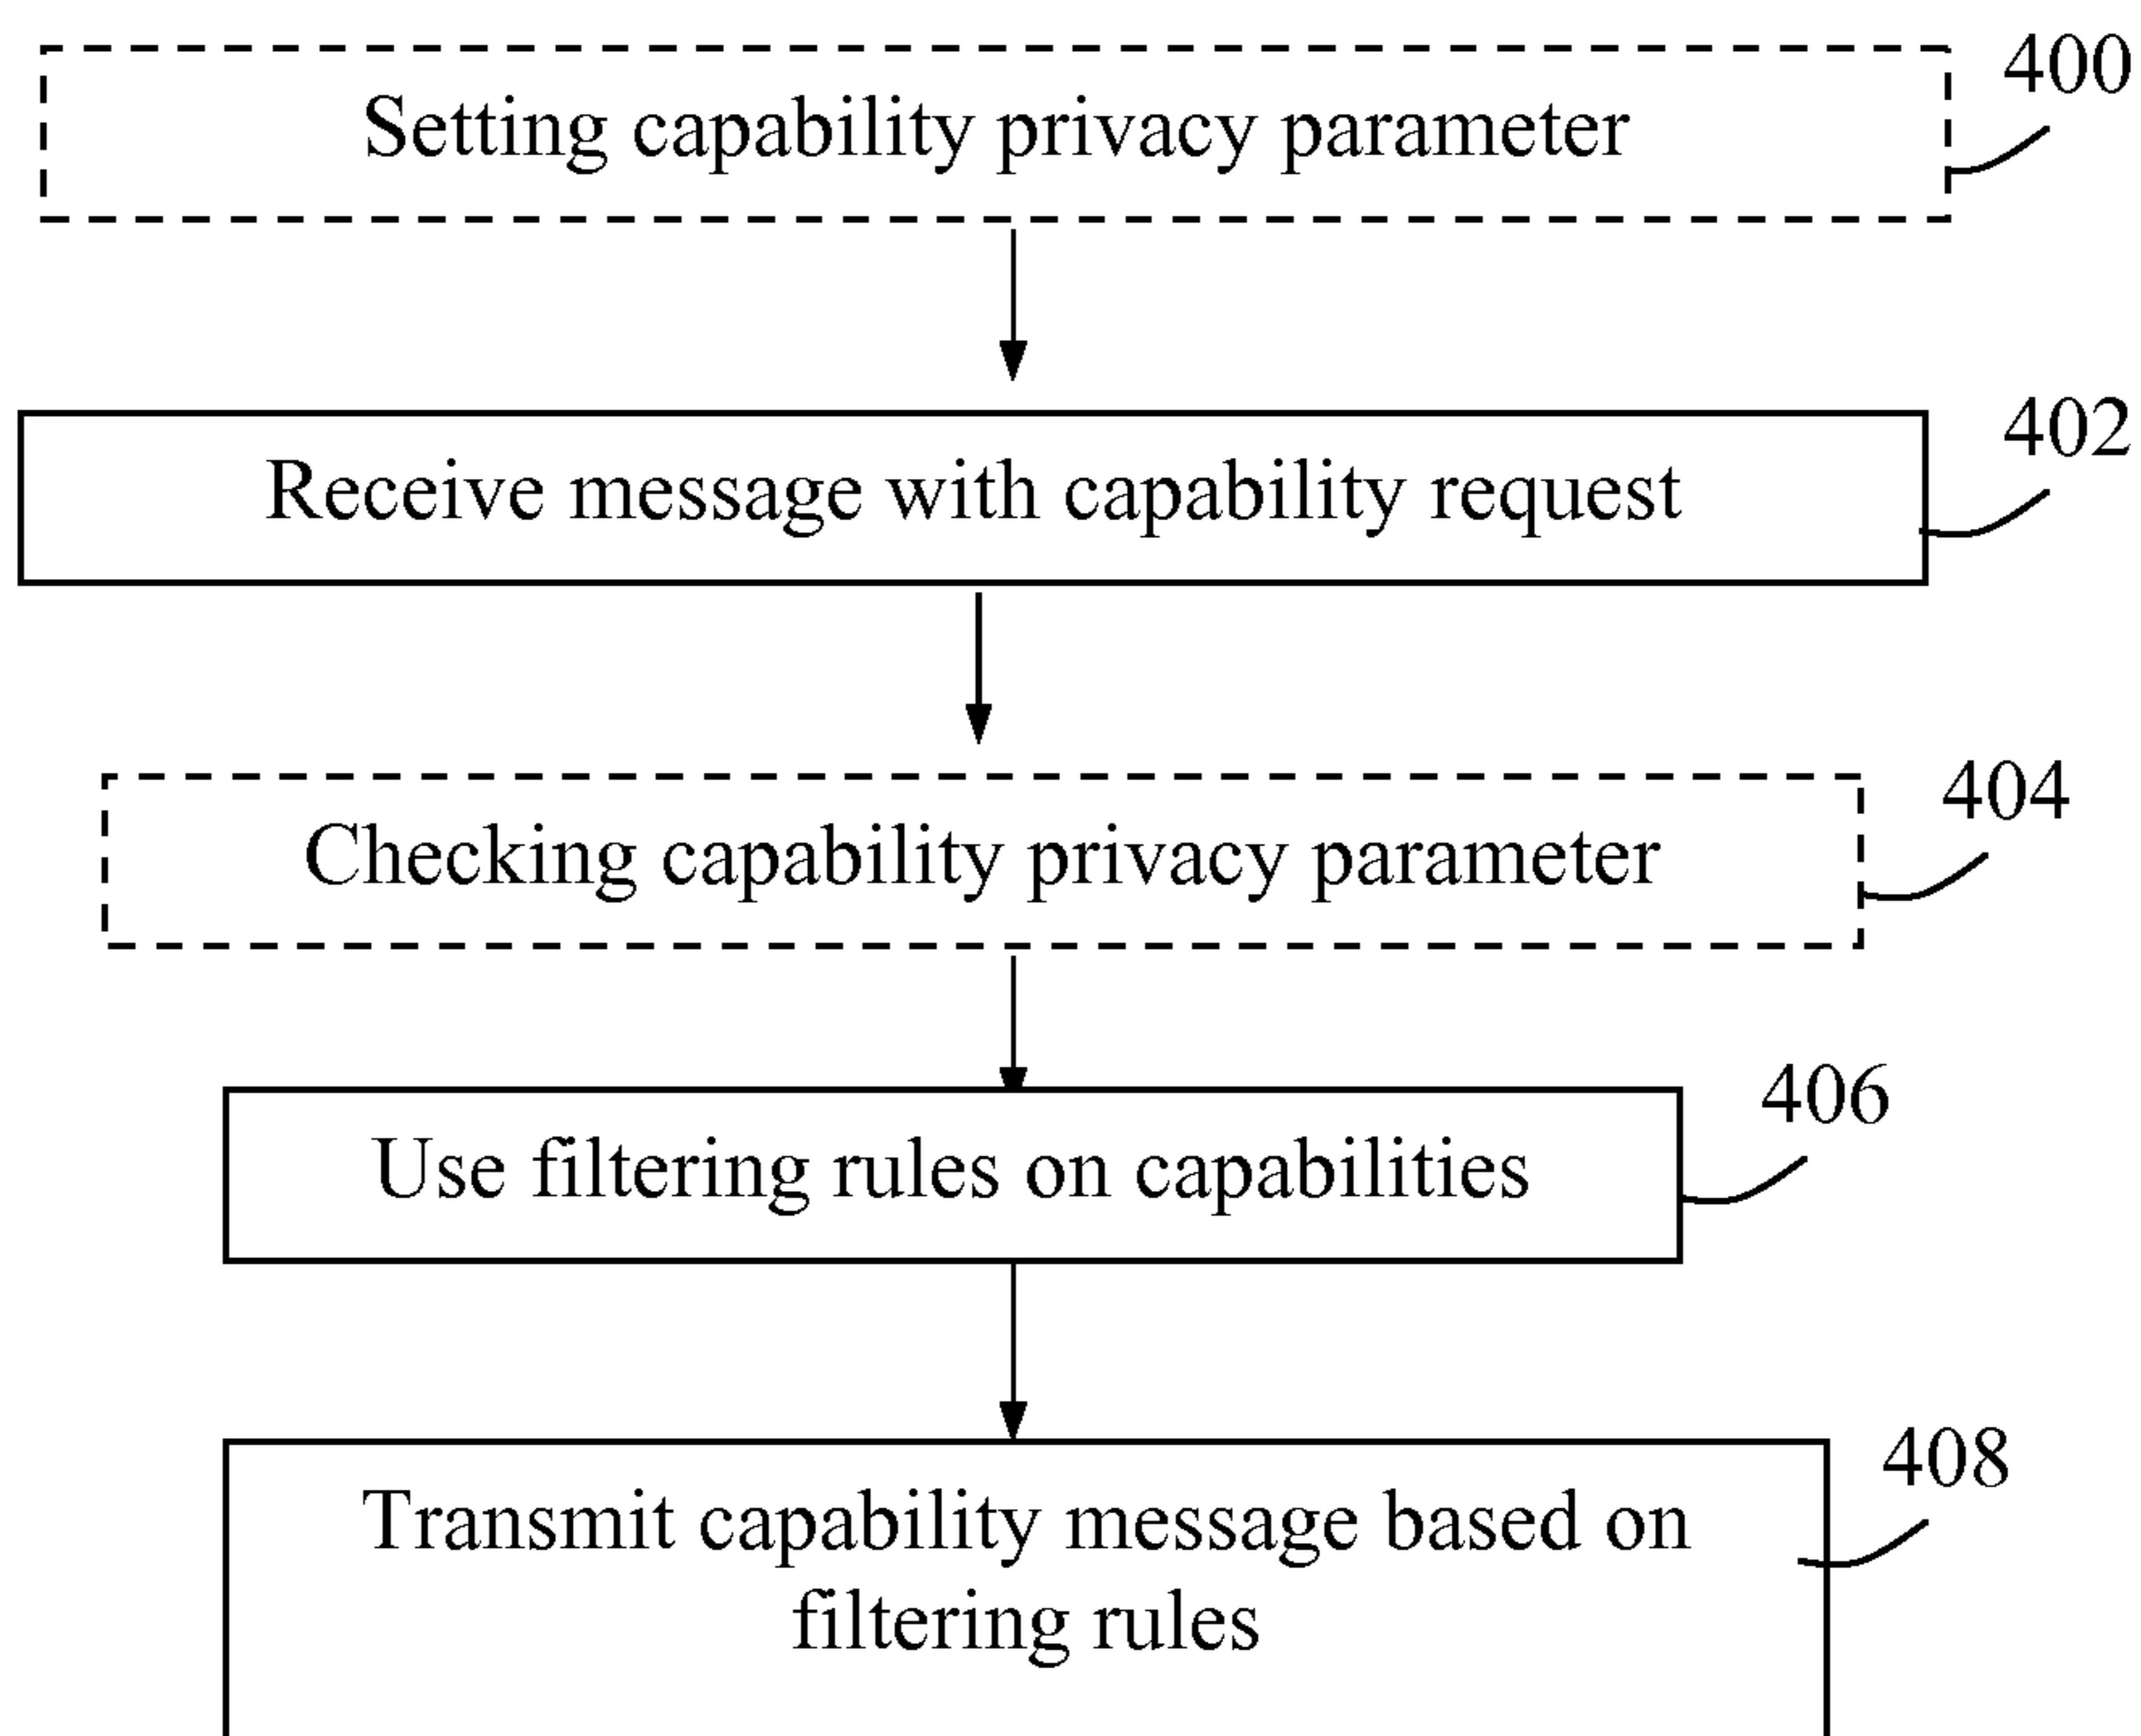 400
Setting capability privacy parameter
402
Receive message with capability request
404
Checking capability privacy parameter
406
Use filtering rules on capabilities
408
Transmit capability message based on
filtering rules